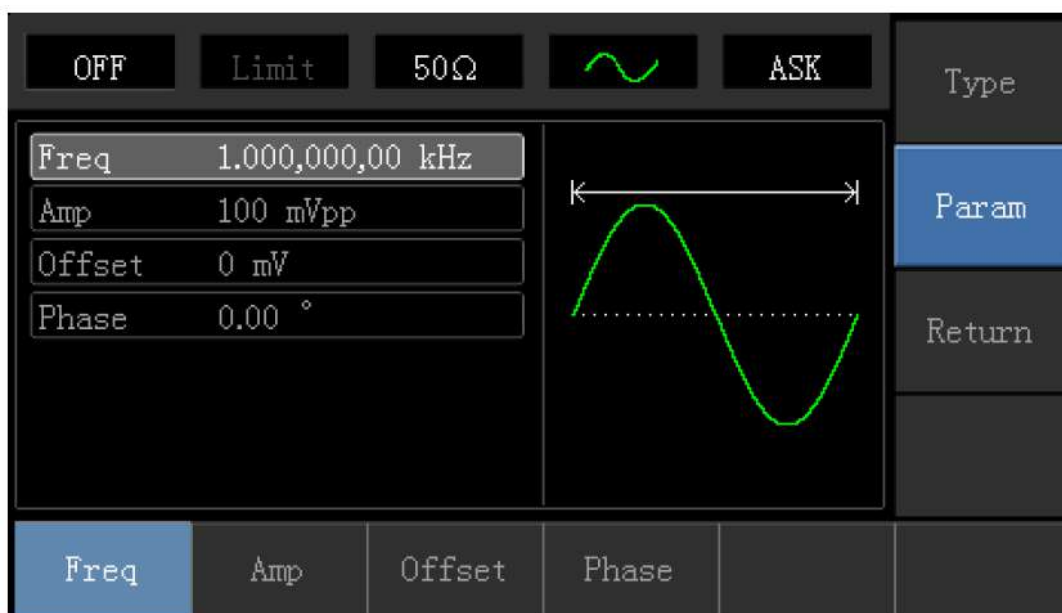 OFF Limit 50Ω ASK
Type
Freq 1.000,000,00 kHz
Amp 100 mVpp
Offset 0 mV
Phase 0.00 °
Param
Return
Freq Amp Offset Phase